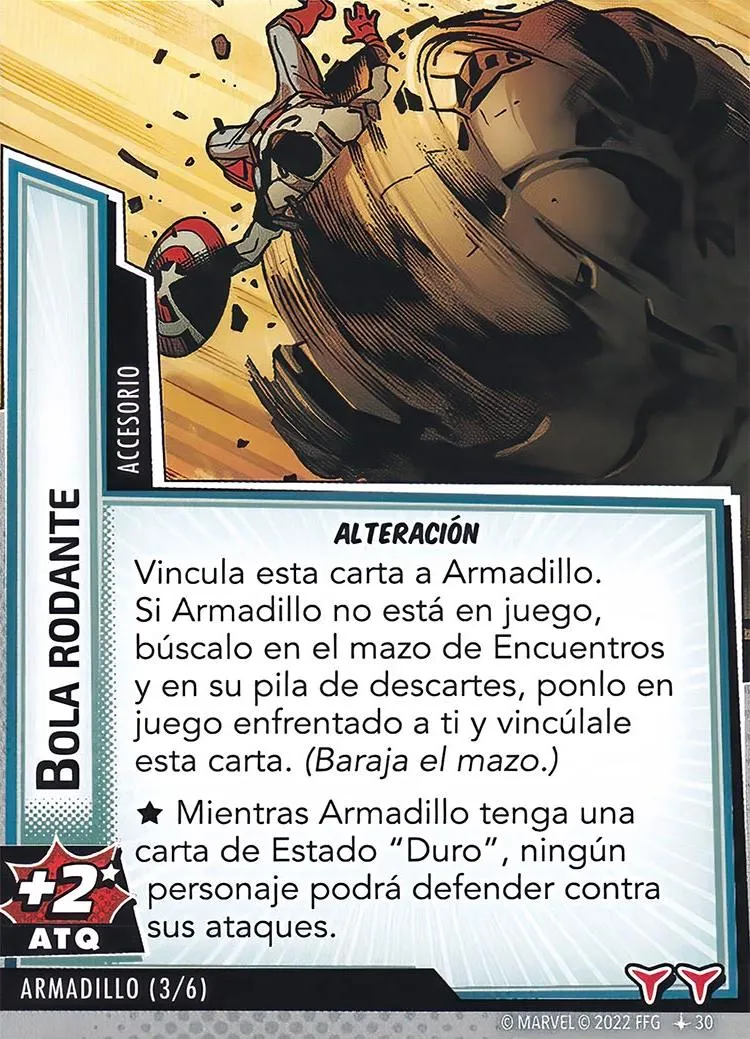 ACCESORIO
BOLA RODANTE
ALTERACIÓN
Vincula esta carta a Armadillo.
Si Armadillo no está en juego,
búscalo en el mazo de Encuentros
y en su pila de descartes, ponlo en
juego enfrentado a ti y vincúlale
esta carta. (Baraja el mazo.)
★ Mientras Armadillo tenga una
carta de Estado “Duro”, ningún
personaje podrá defender contra
sus ataques.
+2★
ATQ
ARMADILLO (3/6)
© MARVEL © 2022 FFG 30